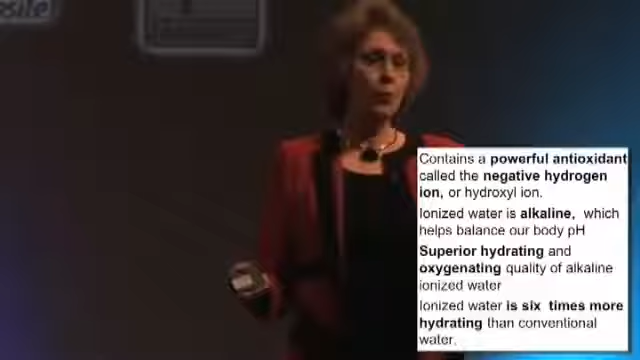 Contains a powerful antioxidant
called the negative hydrogen
ion, or hydroxyl ion.
Ionized water is alkaline, which
helps balance our body pH
Superior hydrating and
oxygenating quality of alkaline
ionized water
Ionized water is six times more
hydrating than conventional
water.